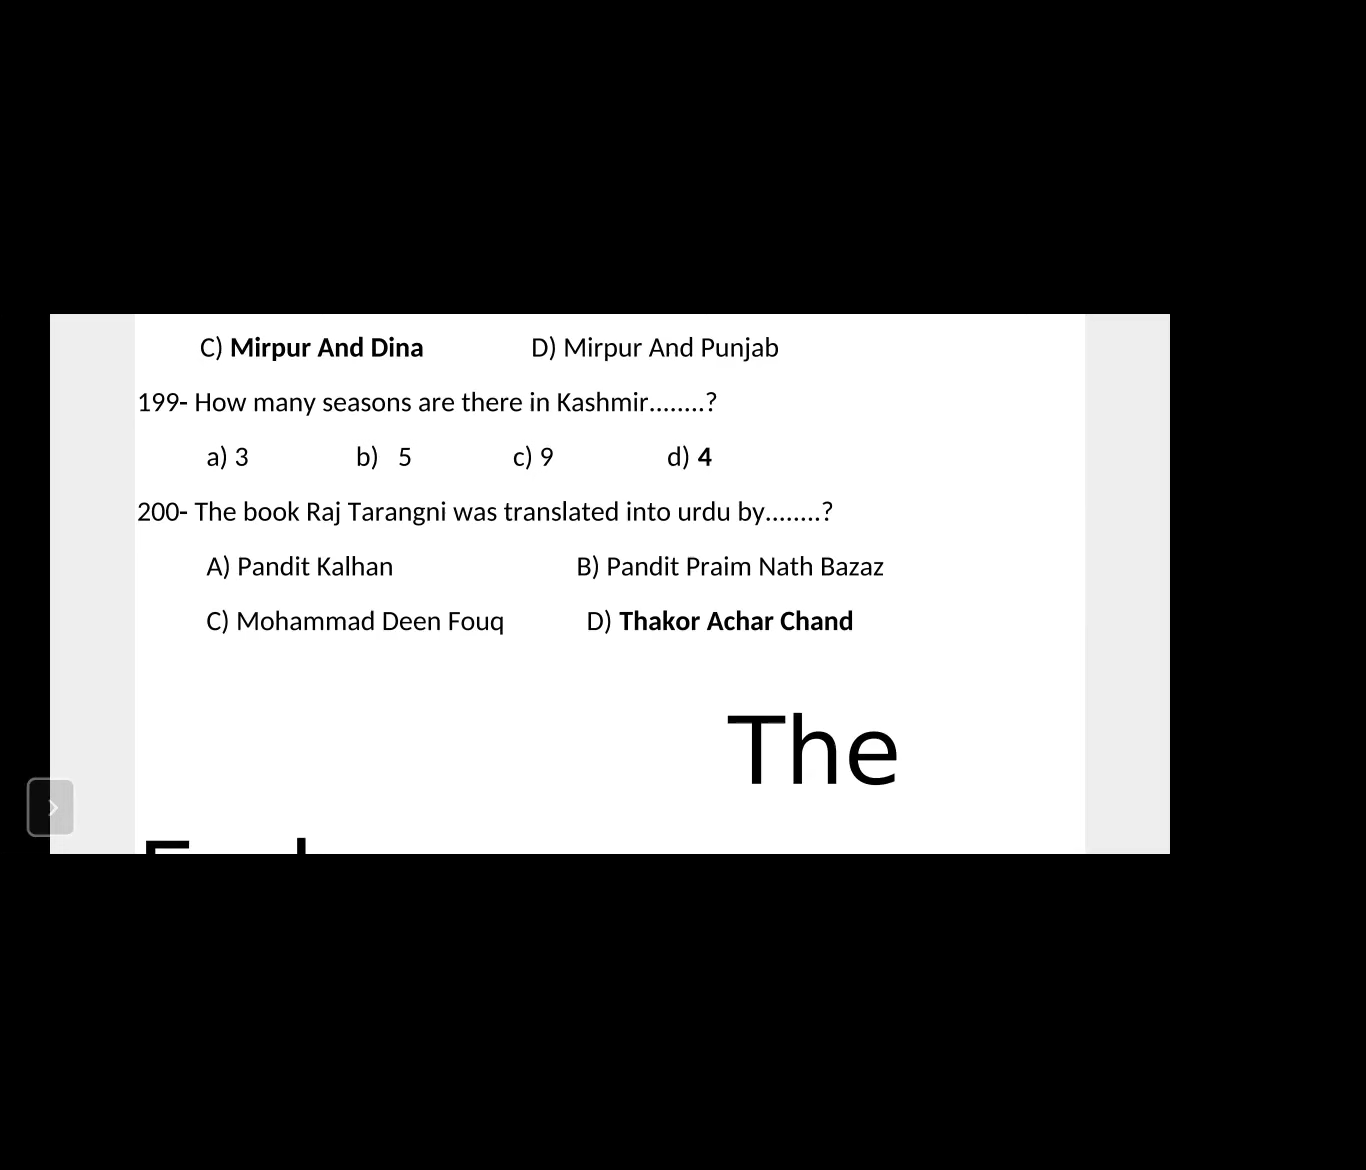 C) Mirpur And Dina D) Mirpur And Punjab
199- How many seasons are there in Kashmir........?
a) 3 b) 5 c) 9 d) 4
200- The book Raj Tarangni was translated into urdu by........?
A) Pandit Kalhan B) Pandit Praim Nath Bazaz
C) Mohammad Deen Fouq D) Thakor Achar Chand
The